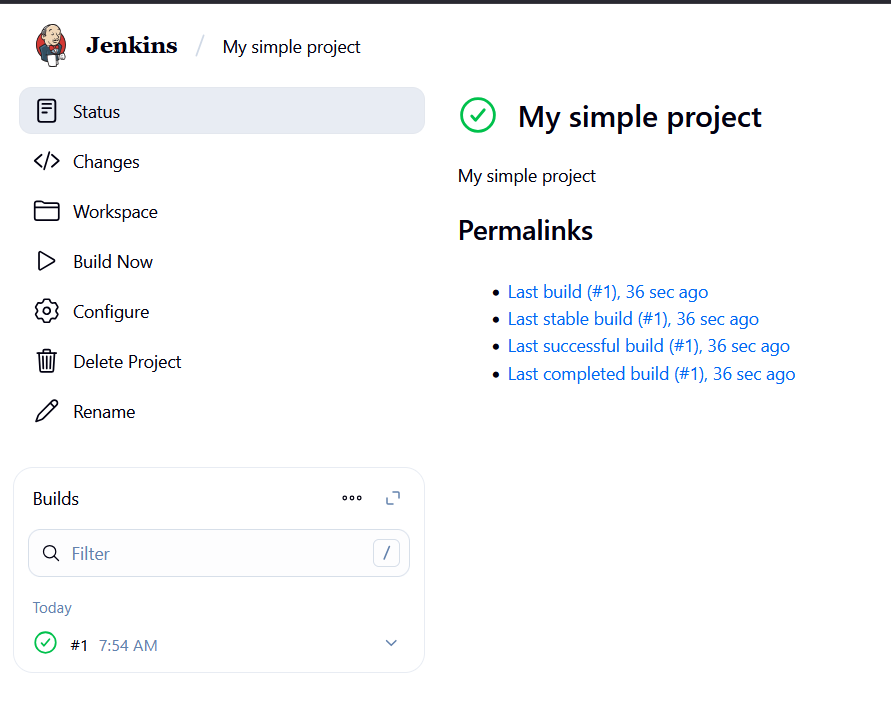 Jenkins / My simple project
Status
Changes
Workspace
Build Now
Configure
Delete Project
Rename
Builds
Filter /
Today
#1 7:54 AM
My simple project
My simple project
Permalinks
Last build (#1), 36 sec ago
Last stable build (#1), 36 sec ago
Last successful build (#1), 36 sec ago
Last completed build (#1), 36 sec ago